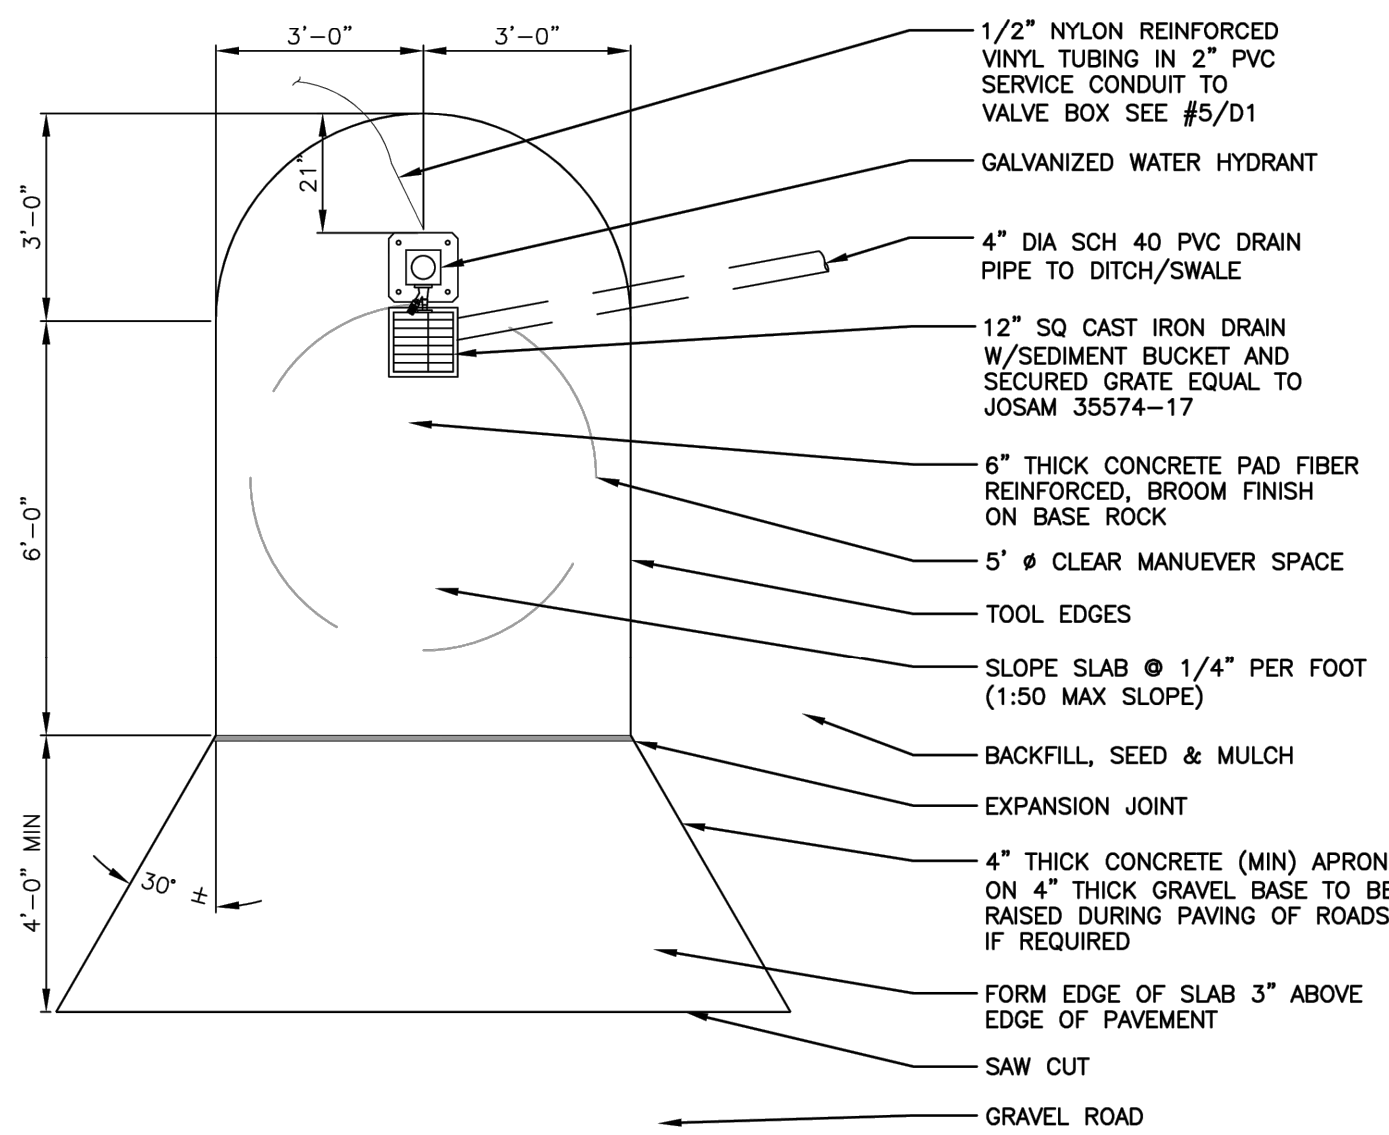 3'-0"
3'-0"
21"
3'-0"
6'-0"
4'-0" MIN
30° ±
1/2" NYLON REINFORCED
VINYL TUBING IN 2" PVC
SERVICE CONDUIT TO
VALVE BOX SEE #5/D1
GALVANIZED WATER HYDRANT
4" DIA SCH 40 PVC DRAIN
PIPE TO DITCH/SWALE
12" SQ CAST IRON DRAIN
W/SEDIMENT BUCKET AND
SECURED GRATE EQUAL TO
JOSAM 35574-17
6" THICK CONCRETE PAD FIBER
REINFORCED, BROOM FINISH
ON BASE ROCK
5' ø CLEAR MANUEVER SPACE
TOOL EDGES
SLOPE SLAB @ 1/4" PER FOOT
(1:50 MAX SLOPE)
BACKFILL, SEED & MULCH
EXPANSION JOINT
4" THICK CONCRETE (MIN) APRON
ON 4" THICK GRAVEL BASE TO BE
RAISED DURING PAVING OF ROADS
IF REQUIRED
FORM EDGE OF SLAB 3" ABOVE
EDGE OF PAVEMENT
SAW CUT
GRAVEL ROAD